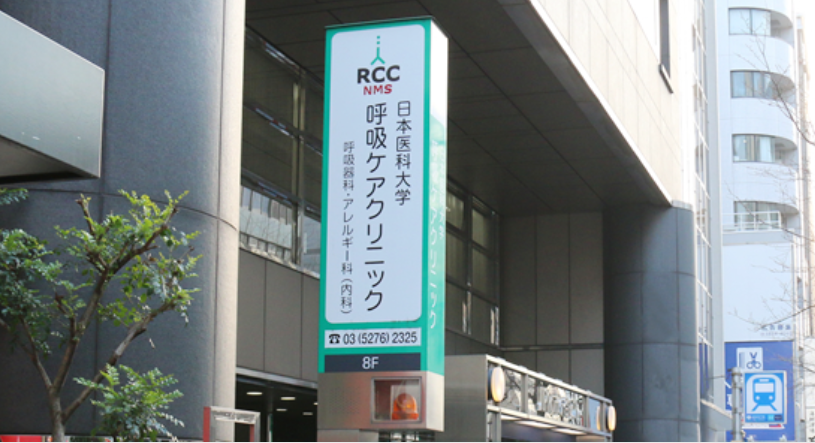 RCC
NMS
日本医科大学
呼吸ケアクリニック
呼吸器科・アレルギー科(内科)
☎ 03 (5276) 2325
8F